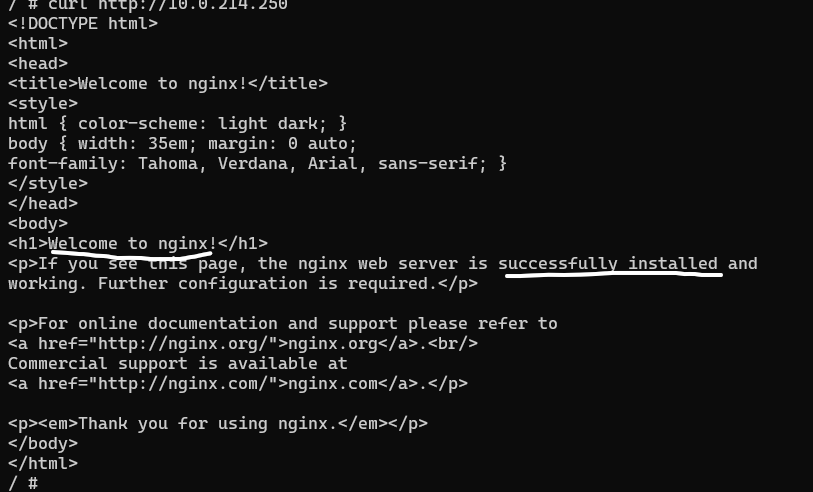 / # curl http://10.0.214.250
<!DOCTYPE html>
<html>
<head>
<title>Welcome to nginx!</title>
<style>
html { color-scheme: light dark; }
body { width: 35em; margin: 0 auto;
font-family: Tahoma, Verdana, Arial, sans-serif; }
</style>
</head>
<body>
<h1>Welcome to nginx!</h1>
<p>If you see this page, the nginx web server is successfully installed and
working. Further configuration is required.</p>

<p>For online documentation and support please refer to
<a href="http://nginx.org/">nginx.org</a>.<br/>
Commercial support is available at
<a href="http://nginx.com/">nginx.com</a>.</p>

<p><em>Thank you for using nginx.</em></p>
</body>
</html>
/ #